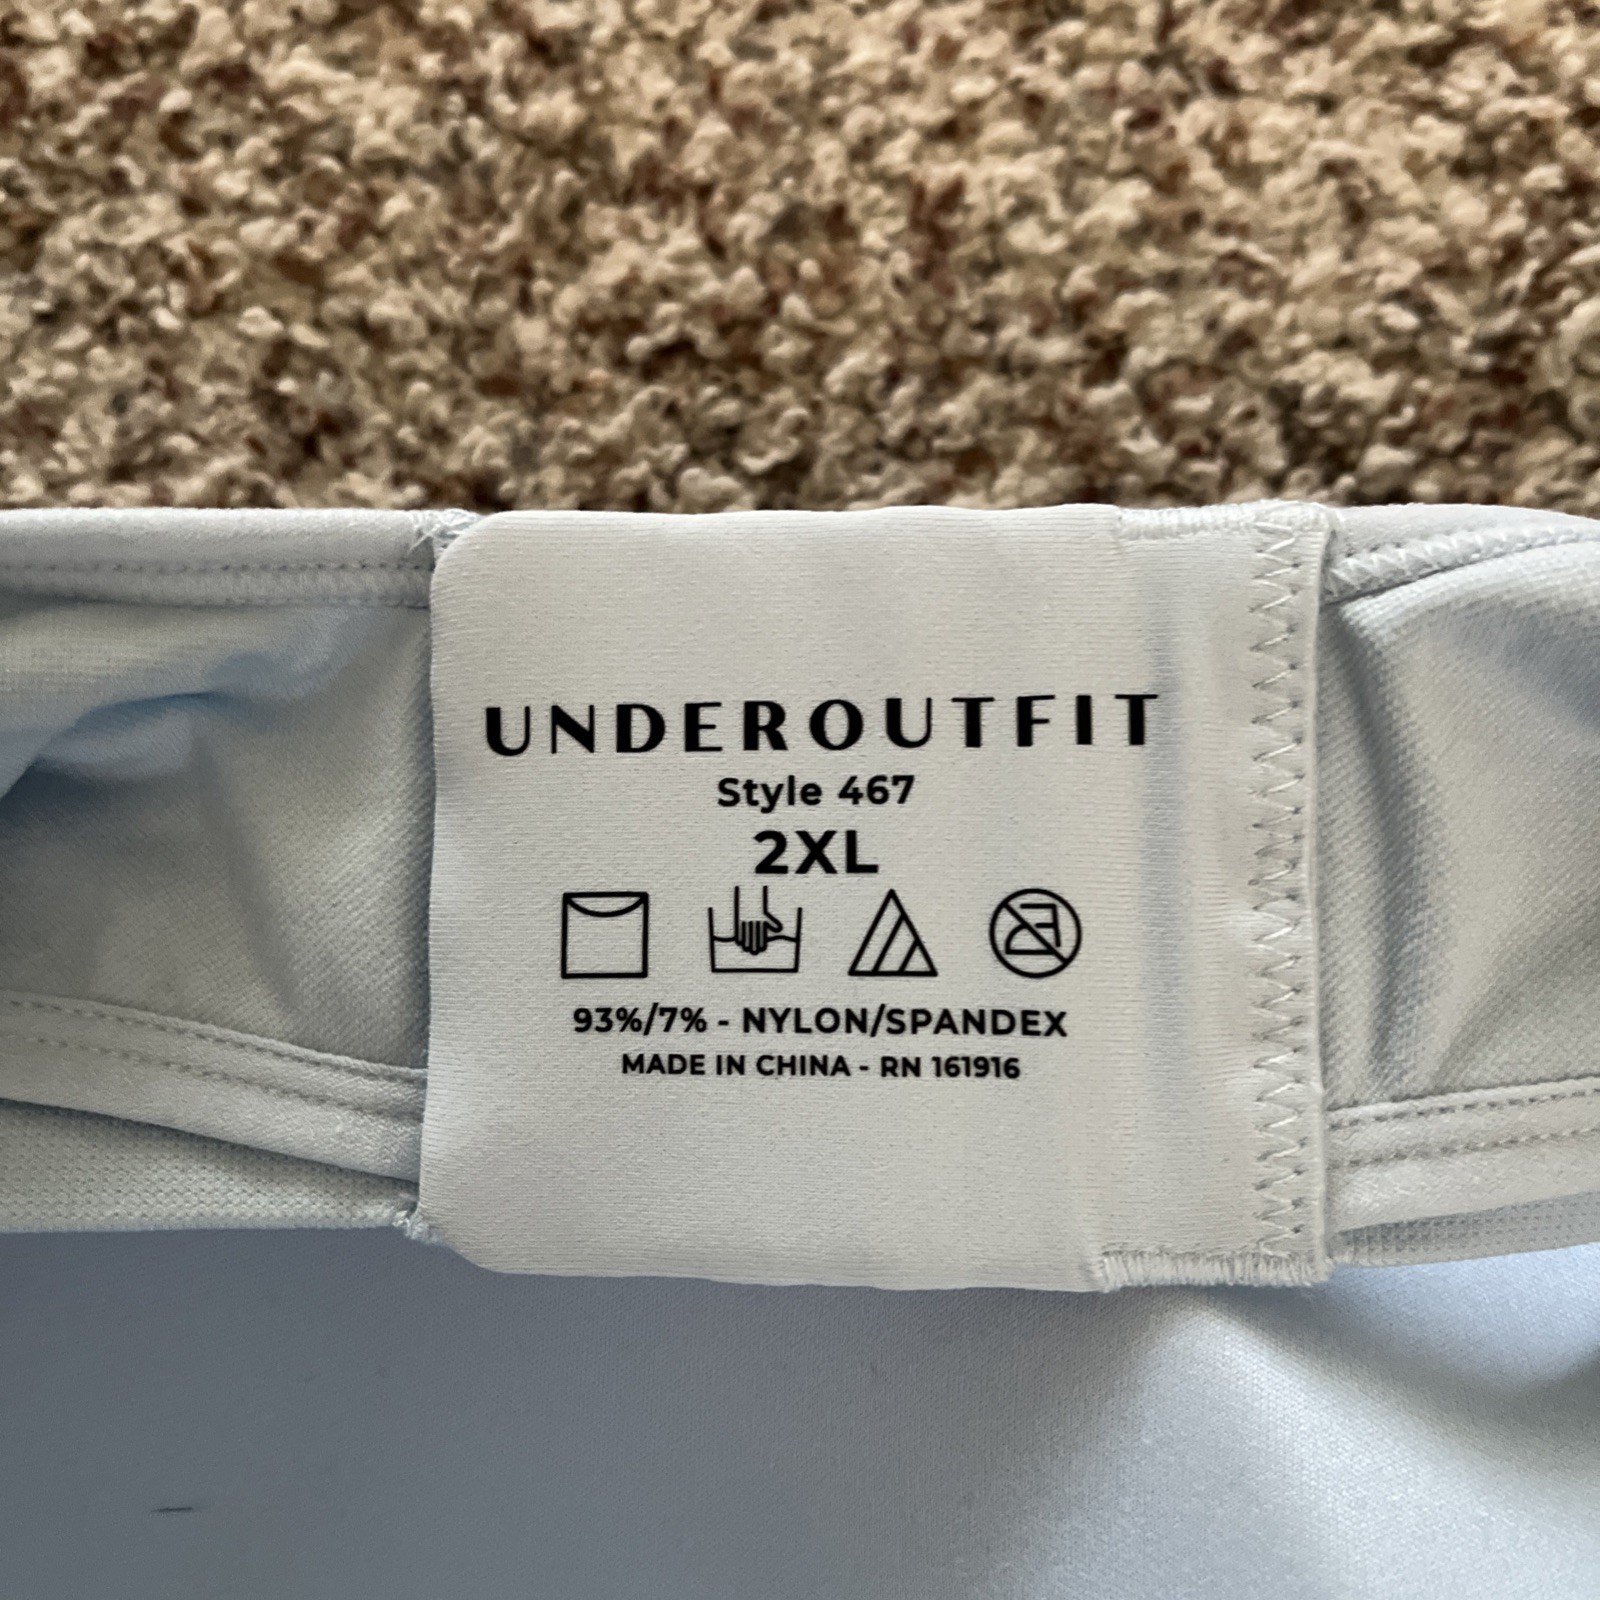 UNDEROUTFIT
Style 467
2XL
93%/7% - NYLON/SPANDEX
MADE IN CHINA - RN 161916